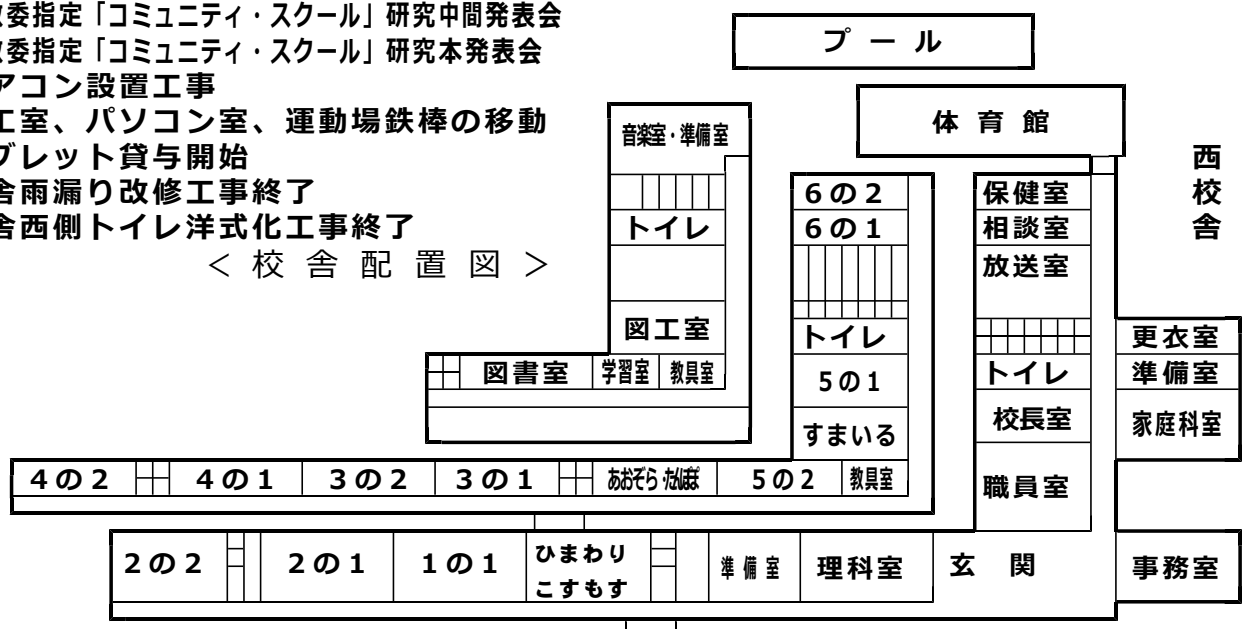 委指定「コミュニティ・スクール」研究中間発表会
委指定「コミュニティ・スクール」研究本発表会
アコン設置工事
工室、パソコン室、運動場鉄棒の移動
ブレット貸与開始
舎雨漏り改修工事終了
舎西側トイレ洋式化工事終了
＜校舎配置図＞
プール
体育館
西校舎
音楽室・準備室
トイレ
図工室
図書室
学習室
教具室
6の2
6の1
トイレ
5の1
すまいる
保健室
相談室
放送室
トイレ
校長室
職員室
更衣室
準備室
家庭科室
4の2
4の1
3の2
3の1
あおぞら たんぽぽ
5の2
教具室
2の2
2の1
1の1
ひまわり
こすもす
準備室
理科室
玄関
事務室